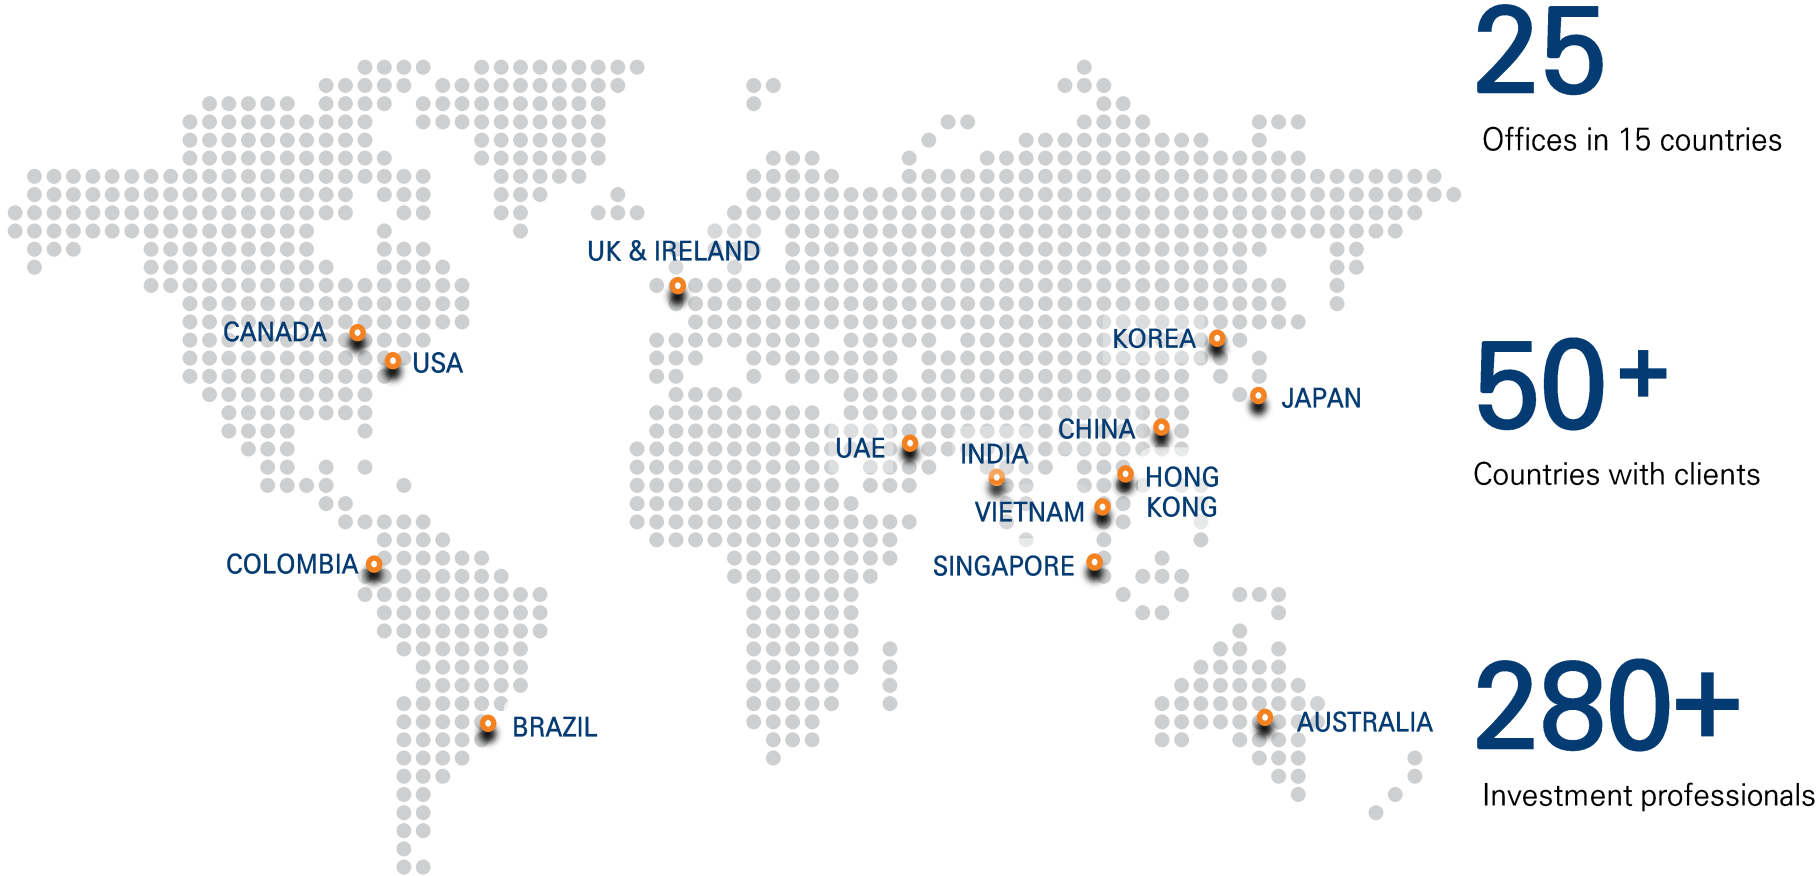 25
Offices in 15 countries
UK & IRELAND
CANADA
USA
KOREA
50+
JAPAN
CHINA
UAE
INDIA
Countries with clients
HONG
KONG
VIETNAM
COLOMBIA
SINGAPORE
280+
BRAZIL
AUSTRALIA
Investment professionals